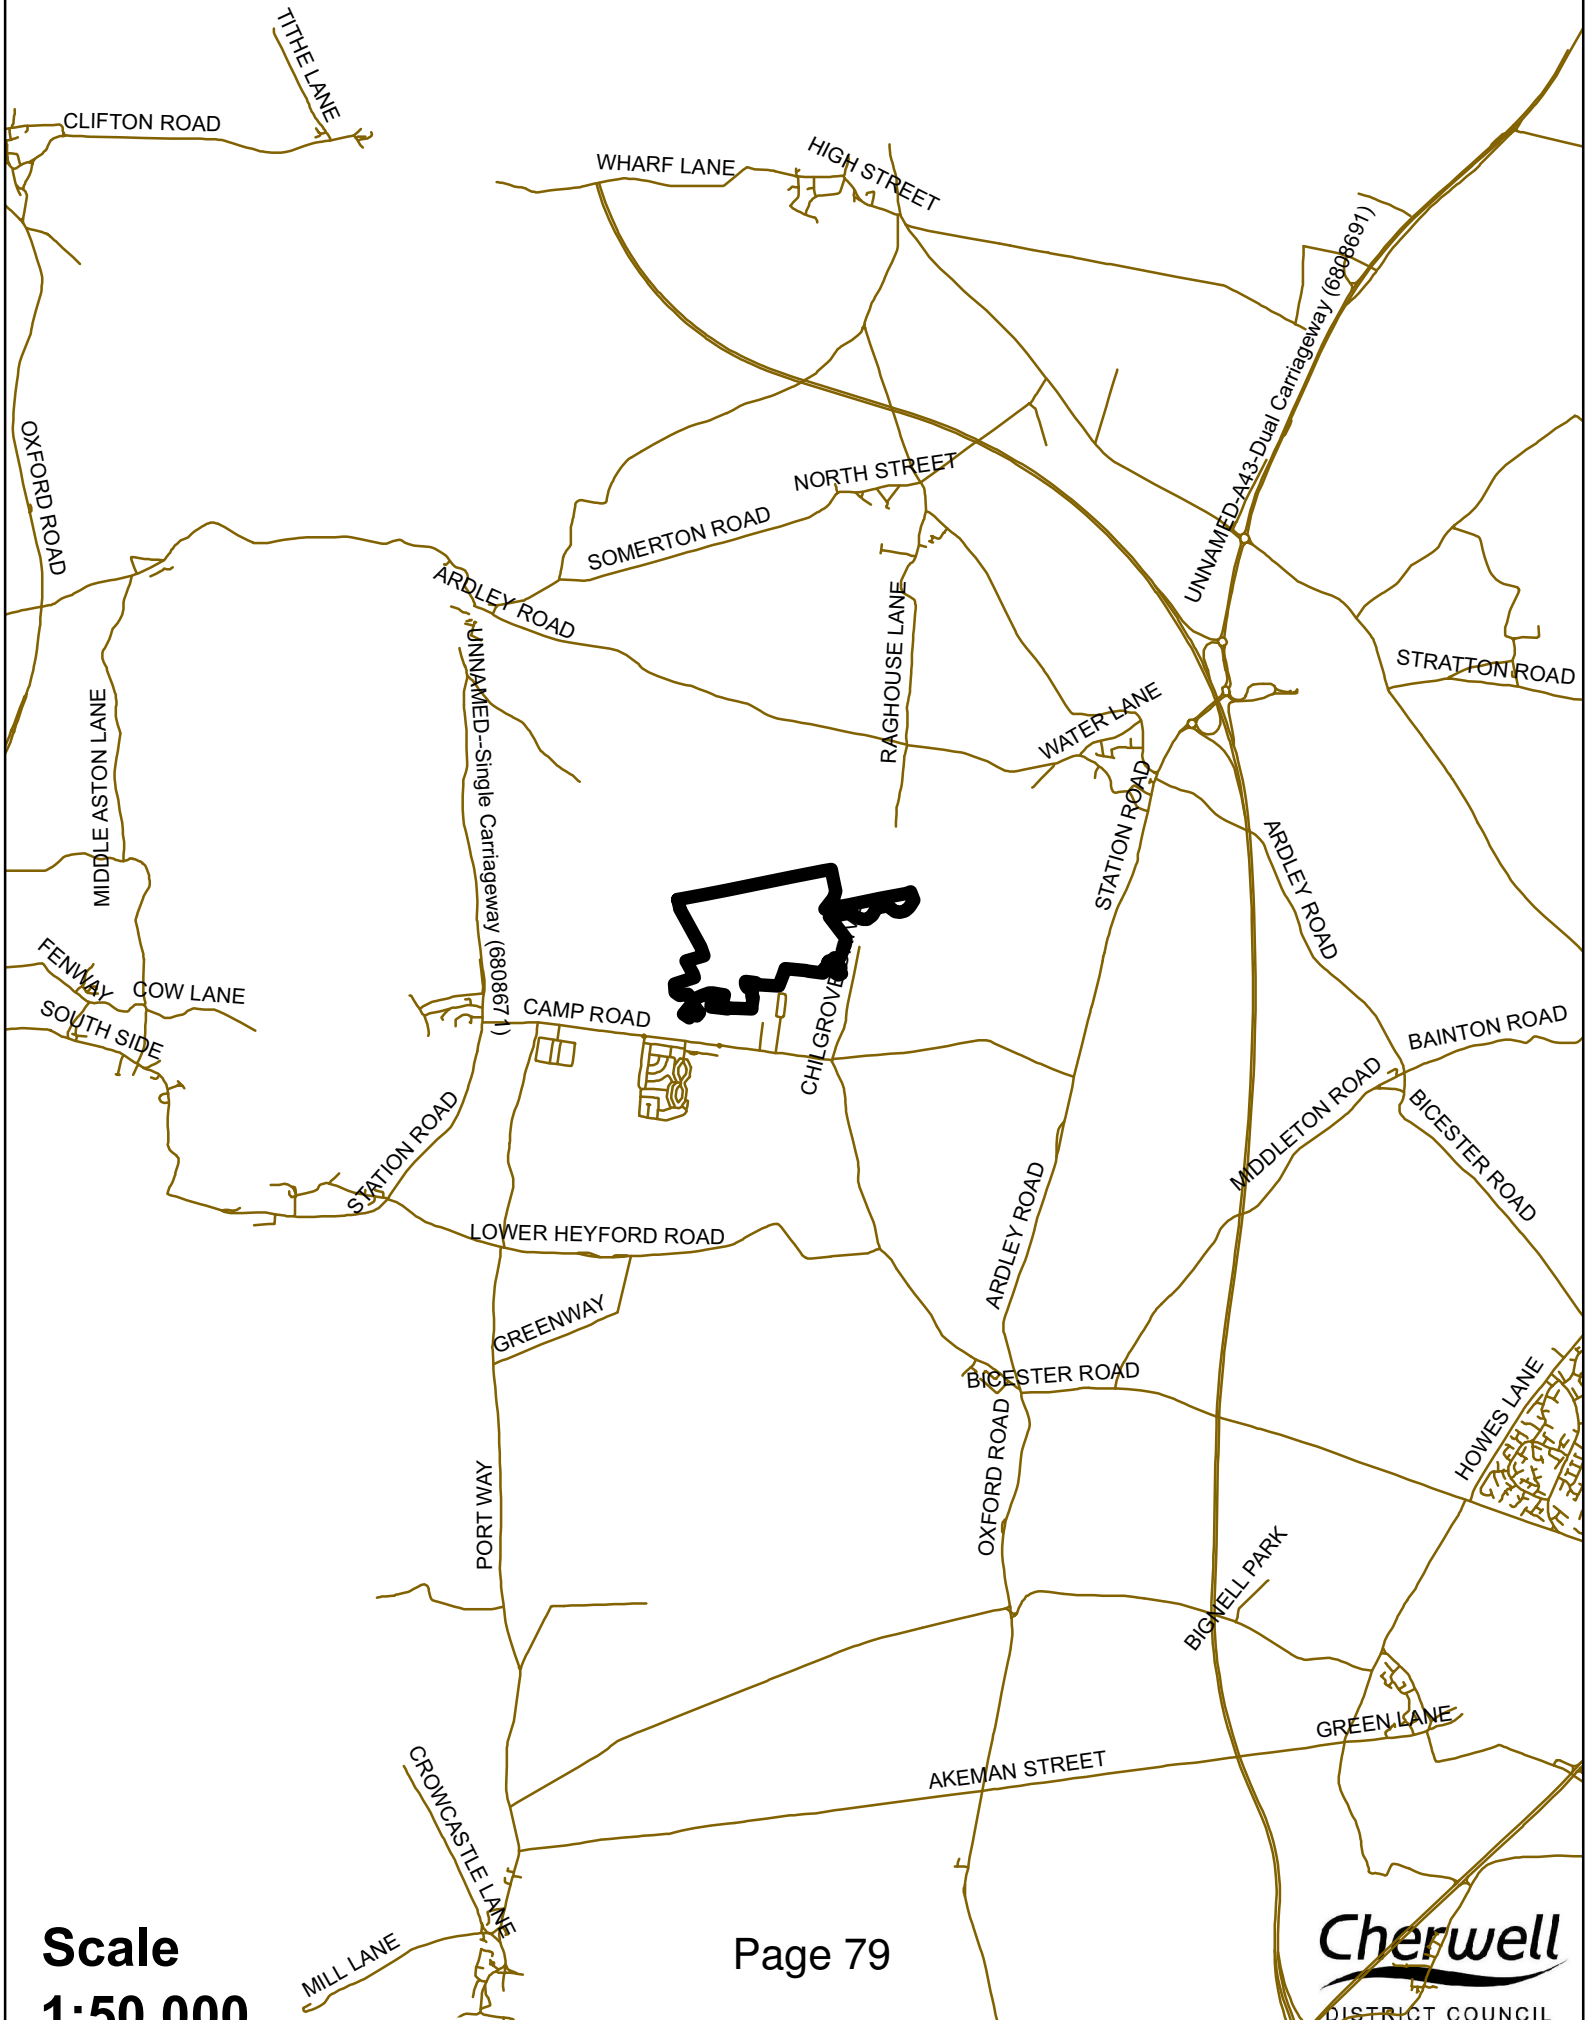 TITHE LANE
CLIFTON ROAD
WHARF LANE
HIGH STREET
UNNAMED-A43-Dual Carriageway (6808691)
OXFORD ROAD
NORTH STREET
SOMERTON ROAD
ARDLEY ROAD
RAGHOUSE LANE
UNNAMED--Single Carriageway (6808671)
STRATTON ROAD
WATER LANE
MIDDLE ASTON LANE
STATION ROAD
ARDLEY ROAD
FENWAY
COW LANE
SOUTH SIDE
CAMP ROAD
CHILGROVE
BAINTON ROAD
MIDDLETON ROAD
BICESTER ROAD
STATION ROAD
ARDLEY ROAD
LOWER HEYFORD ROAD
GREENWAY
BICESTER ROAD
HOWES LANE
OXFORD ROAD
PORT WAY
BIGNELL PARK
GREEN LANE
AKEMAN STREET
CROWCASTLE LANE
MILL LANE
Scale
1:50,000
Page 79
Cherwell
DISTRICT COUNCIL